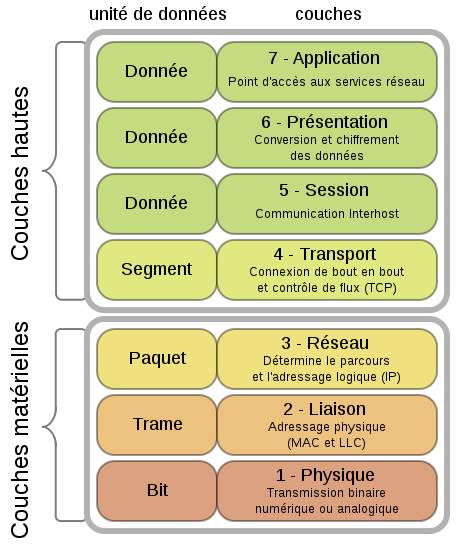 unité de données couches
Couches hautes
Donnée
7 - Application
Point d'accès aux services réseau
Donnée
6 - Présentation
Conversion et chiffrement
des données
Donnée
5 - Session
Communication Interhost
Segment
4 - Transport
Connexion de bout en bout
et contrôle de flux (TCP)
Couches matérielles
Paquet
3 - Réseau
Détermine le parcours
et l'adressage logique (IP)
Trame
2 - Liaison
Adressage physique
(MAC et LLC)
Bit
1 - Physique
Transmission binaire
numérique ou analogique